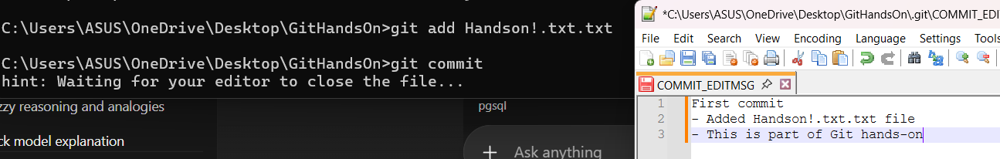 C:\Users\ASUS\OneDrive\Desktop\GitHandsOn>git add Handson!.txt.txt
C:\Users\ASUS\OneDrive\Desktop\GitHandsOn>git commit
hint: Waiting for your editor to close the file...
zzy reasoning and analogies
ck model explanation
pgsql
+ Ask anything
*C:\Users\ASUS\OneDrive\Desktop\GitHandsOn\.git\COMMIT_EDI
File Edit Search View Encoding Language Settings Tools
COMMIT_EDITMSG
1 First commit
2 - Added Handson!.txt.txt file
3 - This is part of Git hands-on